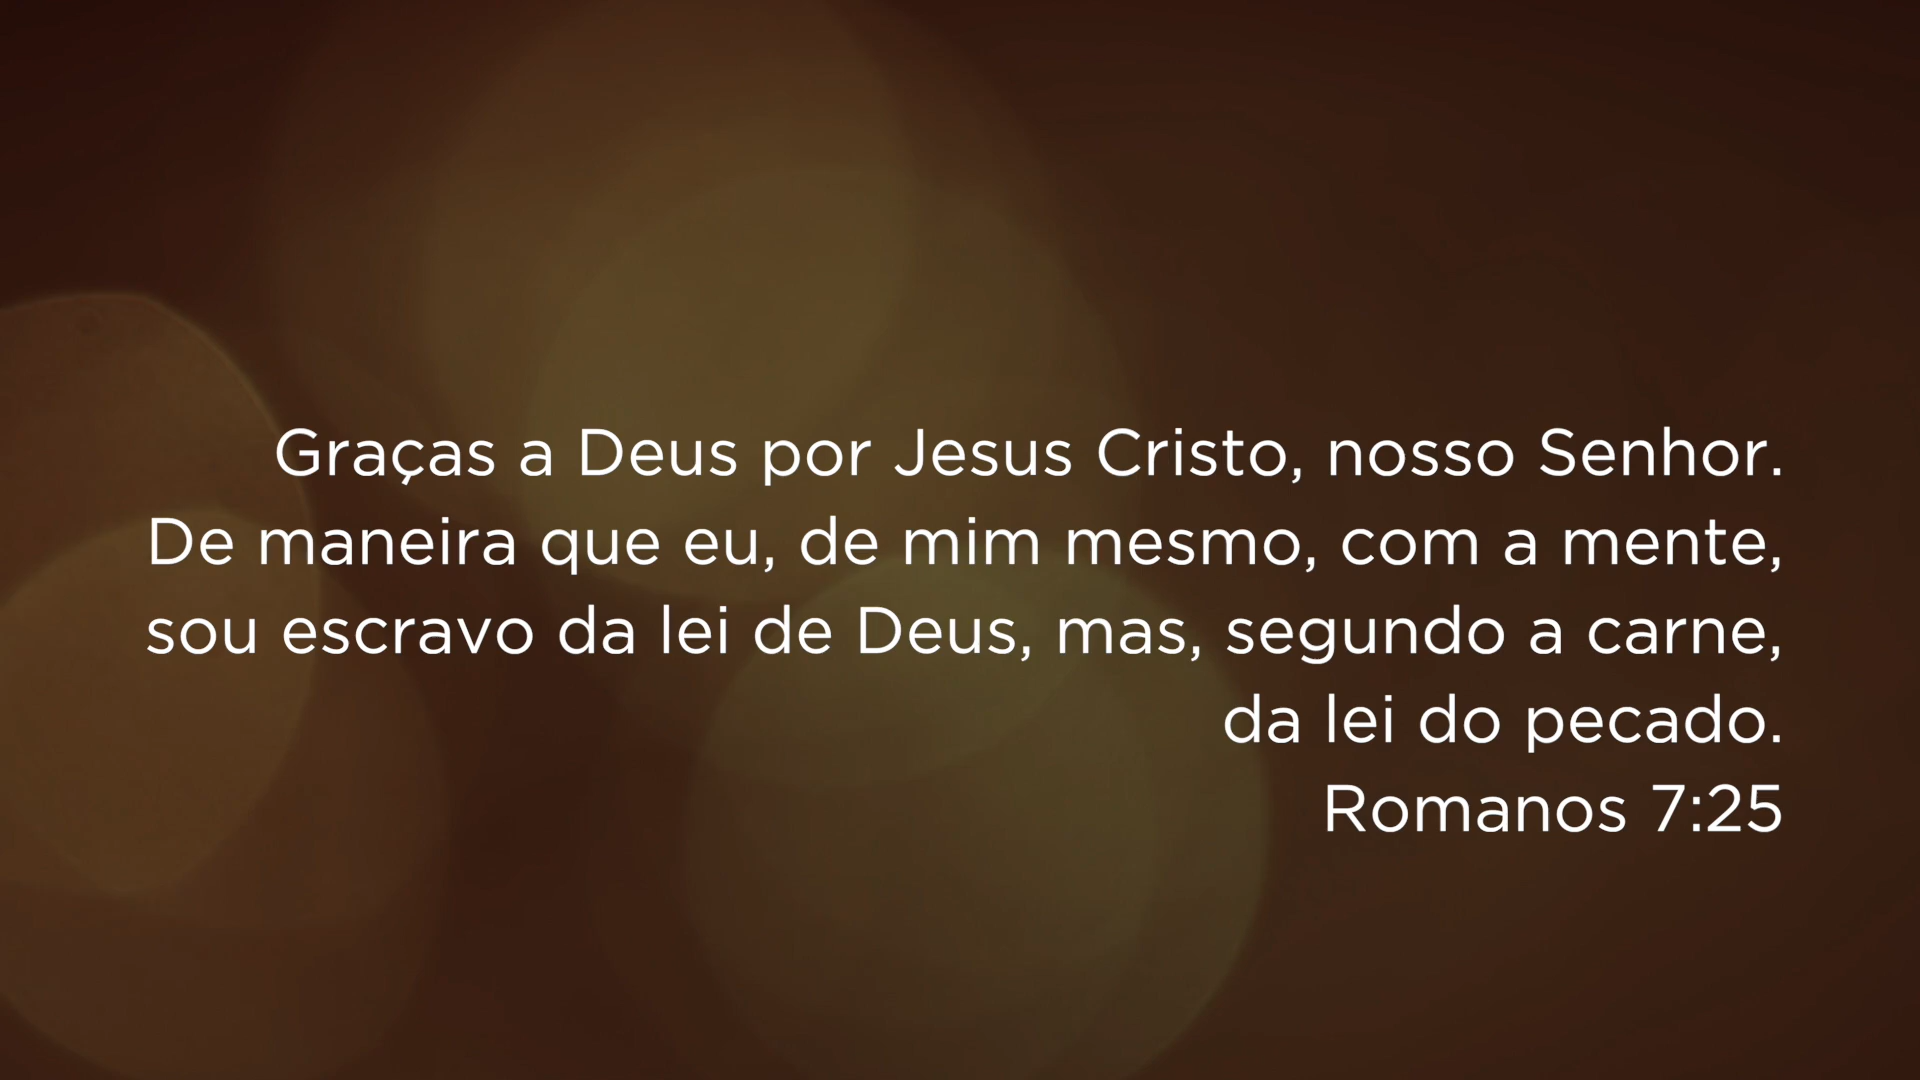 Graças a Deus por Jesus Cristo, nosso Senhor.
De maneira que eu, de mim mesmo, com a mente,
sou escravo da lei de Deus, mas, segundo a carne,
da lei do pecado.
Romanos 7:25